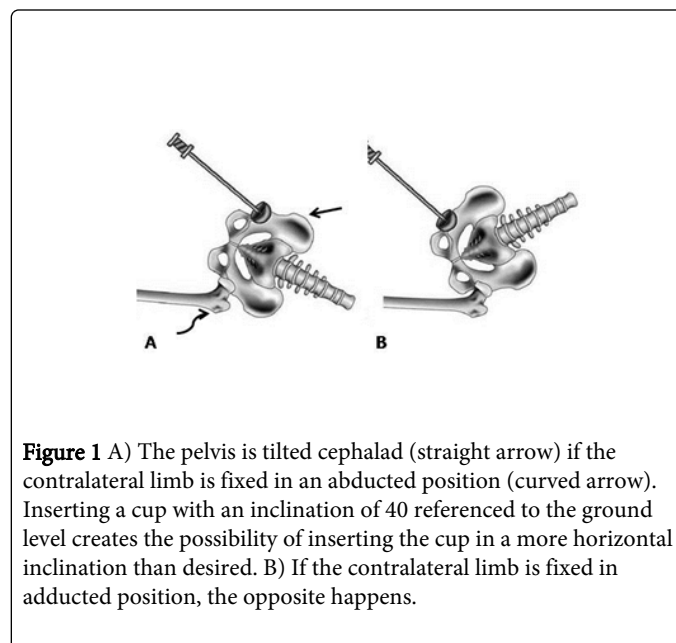 A
B
Figure 1 A) The pelvis is tilted cephalad (straight arrow) if the
contralateral limb is fixed in an abducted position (curved arrow).
Inserting a cup with an inclination of 40 referenced to the ground
level creates the possibility of inserting the cup in a more horizontal
inclination than desired. B) If the contralateral limb is fixed in
adducted position, the opposite happens.